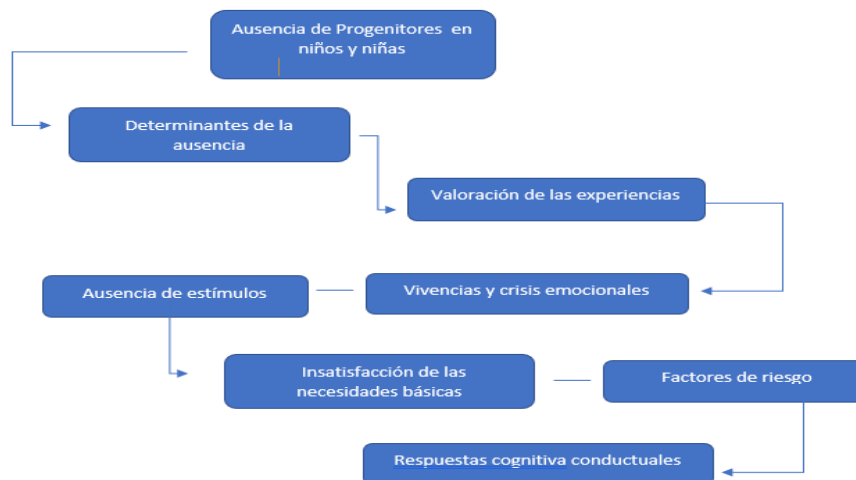 Ausencia de Progenitores en
niños y niñas
Determinantes de la
ausencia
Valoración de las experiencias
Vivencias y crisis emocionales
Ausencia de estímulos
Insatisfacción de las
necesidades básicas
Factores de riesgo
Respuestas cognitiva conductuales